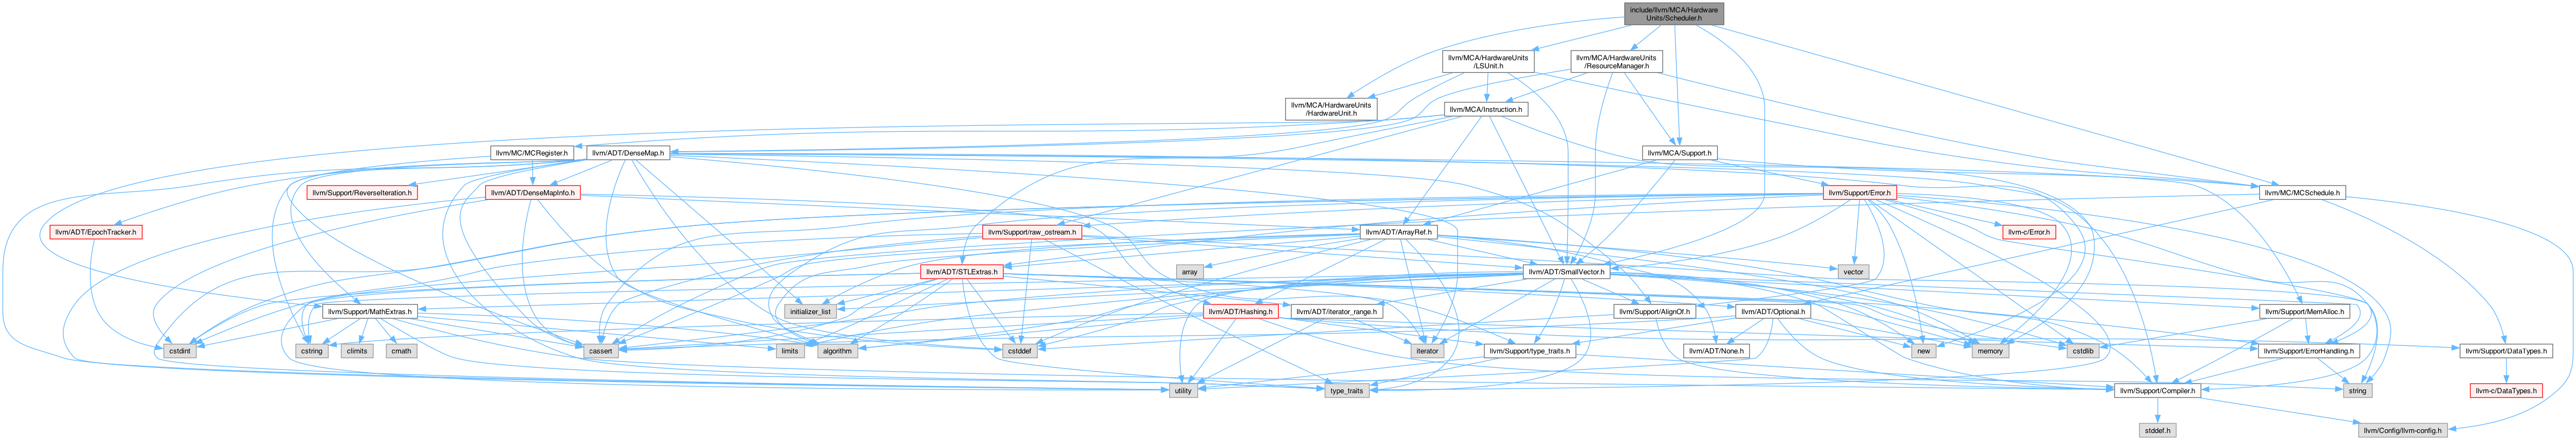 include/llvm/MCA/Hardware
Units/Scheduler.h
llvm/MCA/HardwareUnits
/LSUnit.h
llvm/MCA/HardwareUnits
/ResourceManager.h
llvm/MCA/HardwareUnits
/HardwareUnit.h
llvm/MCA/Instruction.h
llvm/MC/MCRegister.h
llvm/ADT/DenseMap.h
llvm/MCA/Support.h
llvm/Support/ReverseIteration.h
llvm/ADT/DenseMapInfo.h
llvm/Support/Error.h
llvm/MC/MCSchedule.h
llvm/ADT/EpochTracker.h
llvm/Support/raw_ostream.h
llvm/ADT/ArrayRef.h
llvm-c/Error.h
llvm/ADT/STLExtras.h
array
llvm/ADT/SmallVector.h
vector
initializer_list
llvm/Support/MathExtras.h
llvm/ADT/Hashing.h
llvm/ADT/iterator_range.h
llvm/Support/AlignOf.h
llvm/ADT/Optional.h
llvm/Support/MemAlloc.h
cstdint
cstring
climits
cmath
cassert
limits
algorithm
cstddef
iterator
llvm/Support/type_traits.h
llvm/ADT/None.h
new
memory
cstdlib
llvm/Support/ErrorHandling.h
llvm/Support/DataTypes.h
utility
type_traits
llvm/Support/Compiler.h
string
llvm-c/DataTypes.h
stddef.h
llvm/Config/llvm-config.h